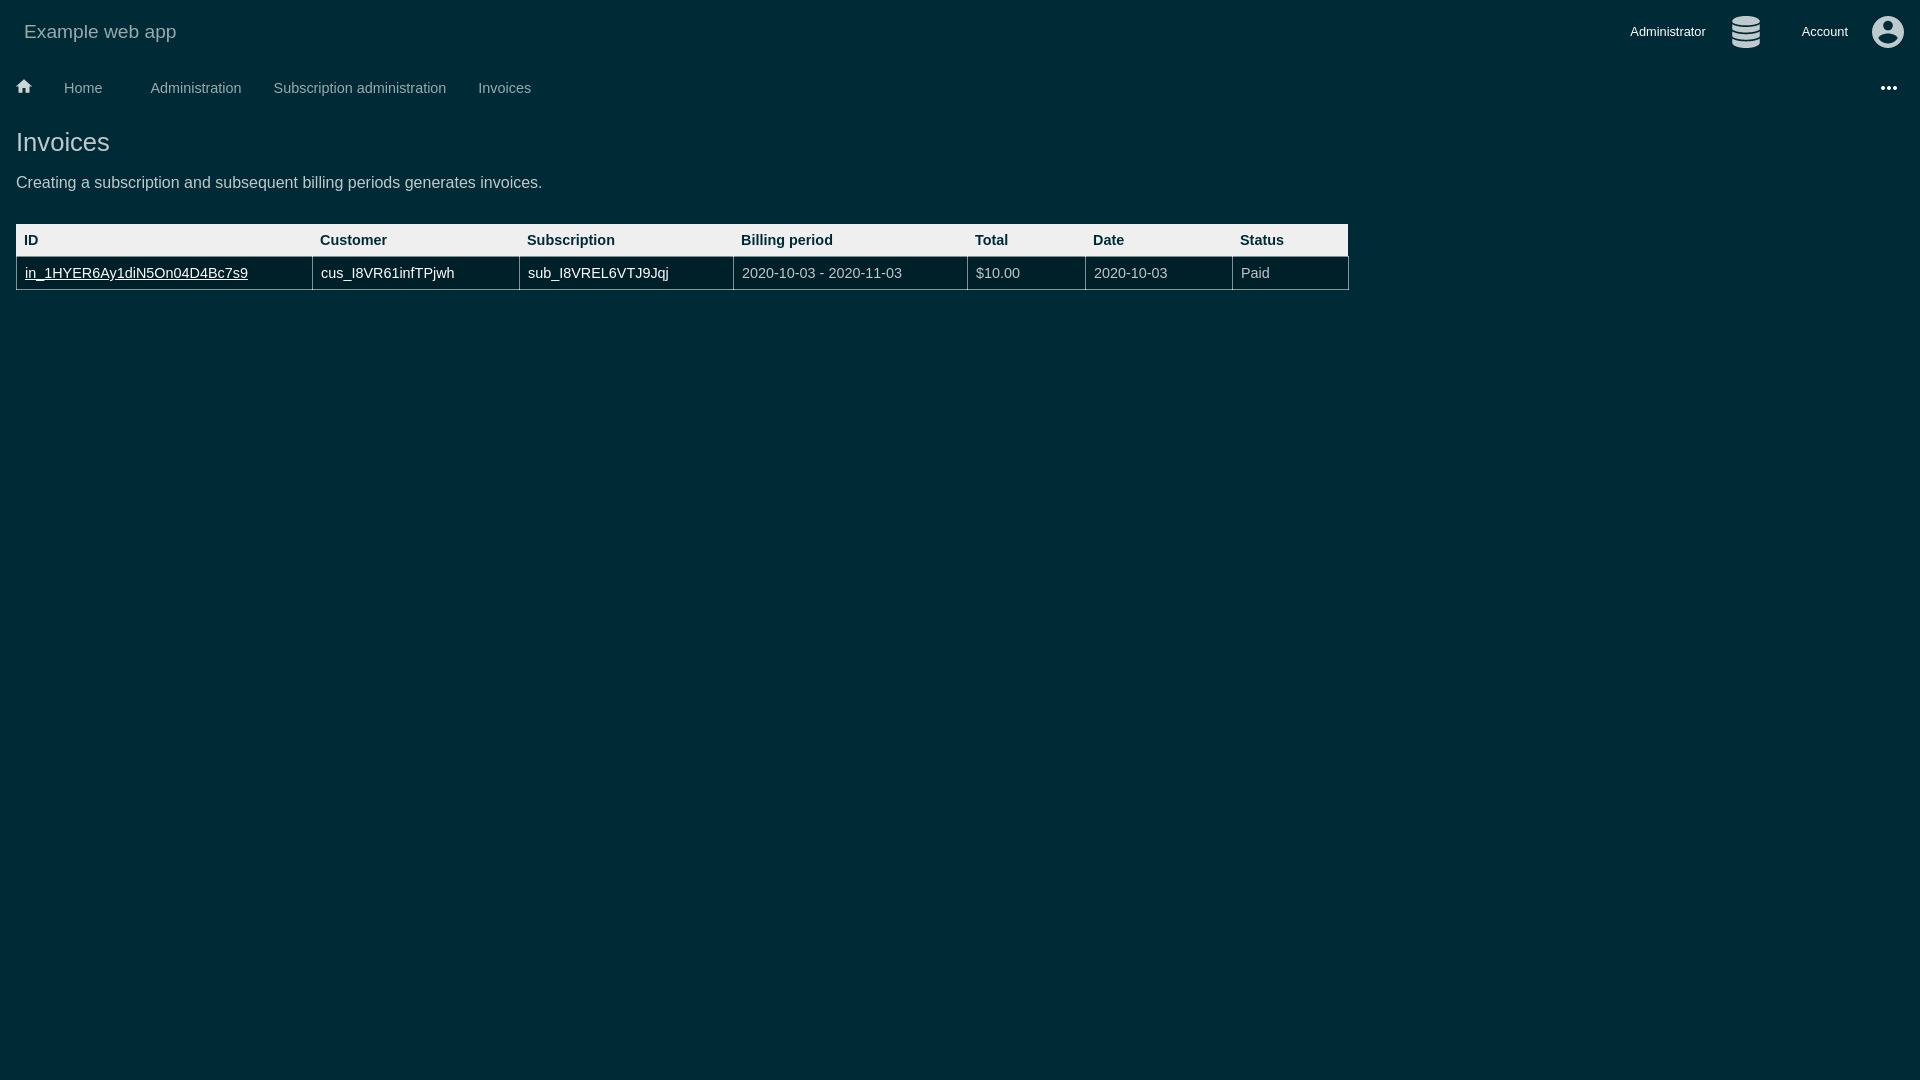 Example web app
Administrator Account
Home Administration Subscription administration Invoices
Invoices
Creating a subscription and subsequent billing periods generates invoices.
ID Customer Subscription Billing period Total Date Status
in_1HYER6Ay1diN5On04D4Bc7s9 cus_I8VR61infTPjwh sub_I8VREL6VTJ9Jqj 2020-10-03 - 2020-11-03 $10.00 2020-10-03 Paid